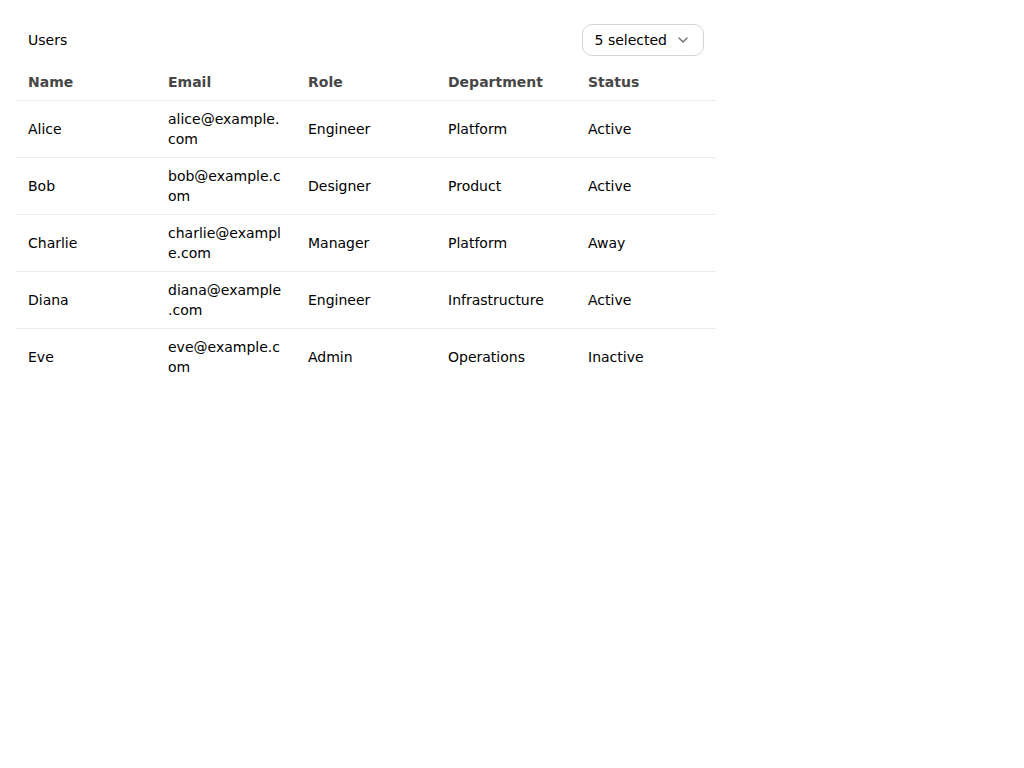 Users 5 selected
Name Email Role Department Status
Alice alice@example. Engineer Platform Active
com
Bob bob@example.c Designer Product Active
om
Charlie charlie@exampl Manager Platform Away
e.com
Diana diana@example Engineer Infrastructure Active
.com
Eve eve@example.c Admin Operations Inactive
om